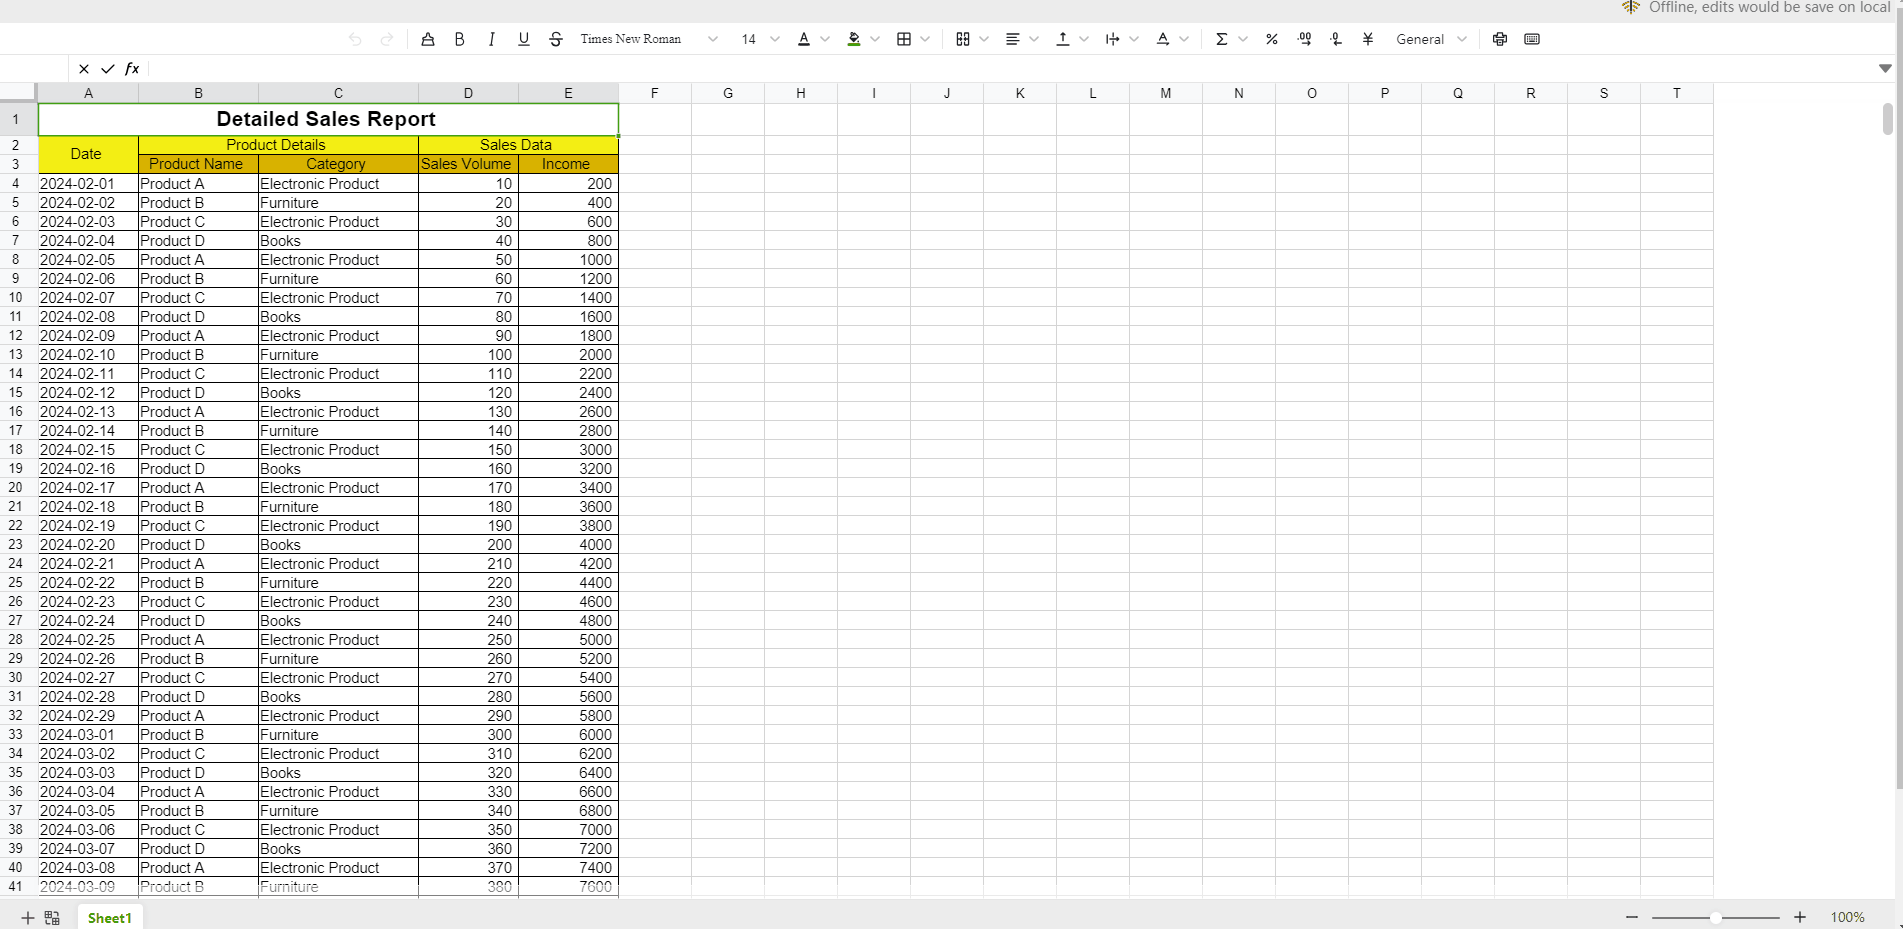 Offline, edits would be save on local
B I U S Times New Roman 14 A A Σ % .00 .0 ¥ General
fx
A B C D E F G H I J K L M N O P Q R S T
1 Detailed Sales Report
2 Date Product Details Sales Data
3 Product Name Category Sales Volume Income
4 2024-02-01 Product A Electronic Product 10 200
5 2024-02-02 Product B Furniture 20 400
6 2024-02-03 Product C Electronic Product 30 600
7 2024-02-04 Product D Books 40 800
8 2024-02-05 Product A Electronic Product 50 1000
9 2024-02-06 Product B Furniture 60 1200
10 2024-02-07 Product C Electronic Product 70 1400
11 2024-02-08 Product D Books 80 1600
12 2024-02-09 Product A Electronic Product 90 1800
13 2024-02-10 Product B Furniture 100 2000
14 2024-02-11 Product C Electronic Product 110 2200
15 2024-02-12 Product D Books 120 2400
16 2024-02-13 Product A Electronic Product 130 2600
17 2024-02-14 Product B Furniture 140 2800
18 2024-02-15 Product C Electronic Product 150 3000
19 2024-02-16 Product D Books 160 3200
20 2024-02-17 Product A Electronic Product 170 3400
21 2024-02-18 Product B Furniture 180 3600
22 2024-02-19 Product C Electronic Product 190 3800
23 2024-02-20 Product D Books 200 4000
24 2024-02-21 Product A Electronic Product 210 4200
25 2024-02-22 Product B Furniture 220 4400
26 2024-02-23 Product C Electronic Product 230 4600
27 2024-02-24 Product D Books 240 4800
28 2024-02-25 Product A Electronic Product 250 5000
29 2024-02-26 Product B Furniture 260 5200
30 2024-02-27 Product C Electronic Product 270 5400
31 2024-02-28 Product D Books 280 5600
32 2024-02-29 Product A Electronic Product 290 5800
33 2024-03-01 Product B Furniture 300 6000
34 2024-03-02 Product C Electronic Product 310 6200
35 2024-03-03 Product D Books 320 6400
36 2024-03-04 Product A Electronic Product 330 6600
37 2024-03-05 Product B Furniture 340 6800
38 2024-03-06 Product C Electronic Product 350 7000
39 2024-03-07 Product D Books 360 7200
40 2024-03-08 Product A Electronic Product 370 7400
41 2024-03-09 Product B Furniture 380 7600
Sheet1 100%